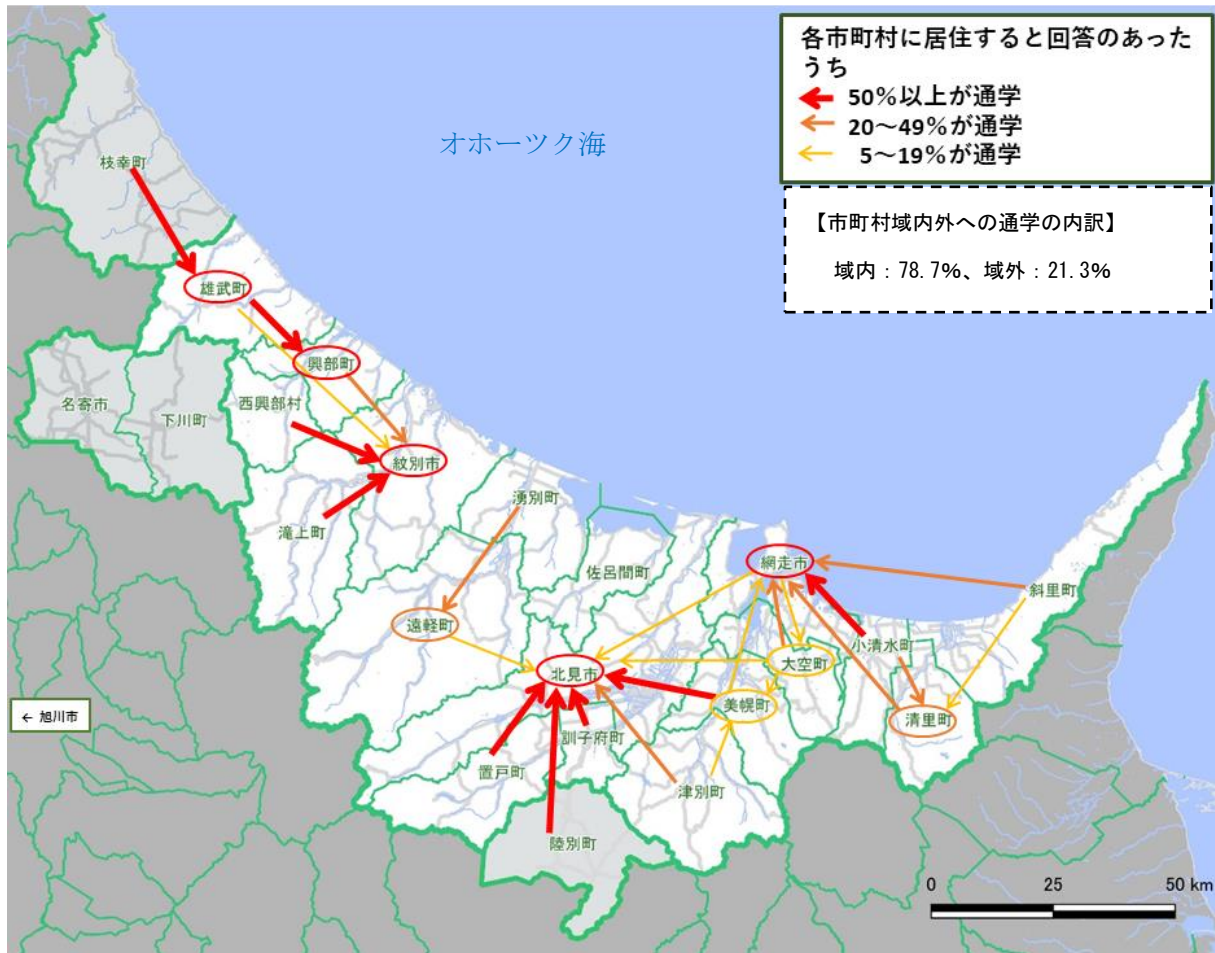 各市町村に居住すると回答のあった
うち
50%以上が通学
20～49%が通学
5～19%が通学
【市町村域内外への通学の内訳】
域内：78.7%、域外：21.3%
オホーツク海
枝幸町
雄武町
興部町
名寄市
下川町
西興部村
紋別市
湧別町
滝上町
網走市
佐呂間町
斜里町
遠軽町
小清水町
大空町
北見市
美幌町
清里町
← 旭川市
訓子府町
置戸町
津別町
陸別町
0 25 50 km